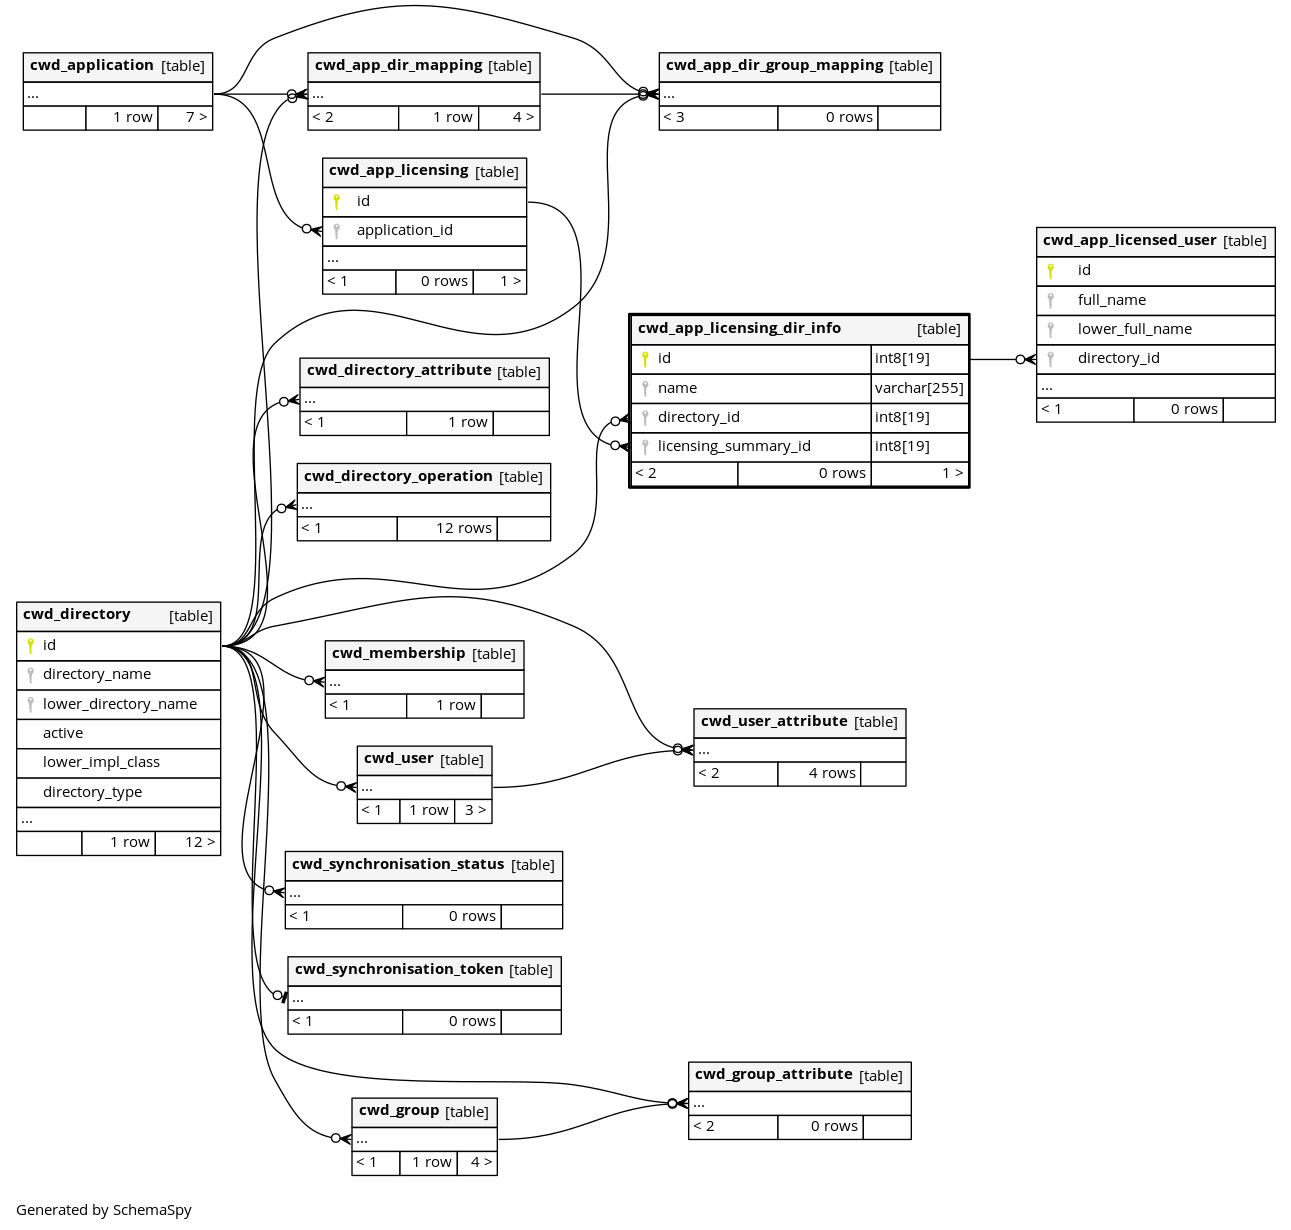 cwd_application [table]
...
1 row 7 >
cwd_app_dir_mapping [table]
...
< 2 1 row 4 >
cwd_app_dir_group_mapping [table]
...
< 3 0 rows
cwd_app_licensing [table]
id
application_id
...
< 1 0 rows 1 >
cwd_app_licensed_user [table]
id
full_name
lower_full_name
directory_id
...
< 1 0 rows
cwd_app_licensing_dir_info [table]
id int8[19]
name varchar[255]
directory_id int8[19]
licensing_summary_id int8[19]
< 2 0 rows 1 >
cwd_directory_attribute [table]
...
< 1 1 row
cwd_directory_operation [table]
...
< 1 12 rows
cwd_directory [table]
id
directory_name
lower_directory_name
active
lower_impl_class
directory_type
...
1 row 12 >
cwd_membership [table]
...
< 1 1 row
cwd_user [table]
...
< 1 1 row 3 >
cwd_user_attribute [table]
...
< 2 4 rows
cwd_synchronisation_status [table]
...
< 1 0 rows
cwd_synchronisation_token [table]
...
< 1 0 rows
cwd_group_attribute [table]
...
< 2 0 rows
cwd_group [table]
...
< 1 1 row 4 >
Generated by SchemaSpy